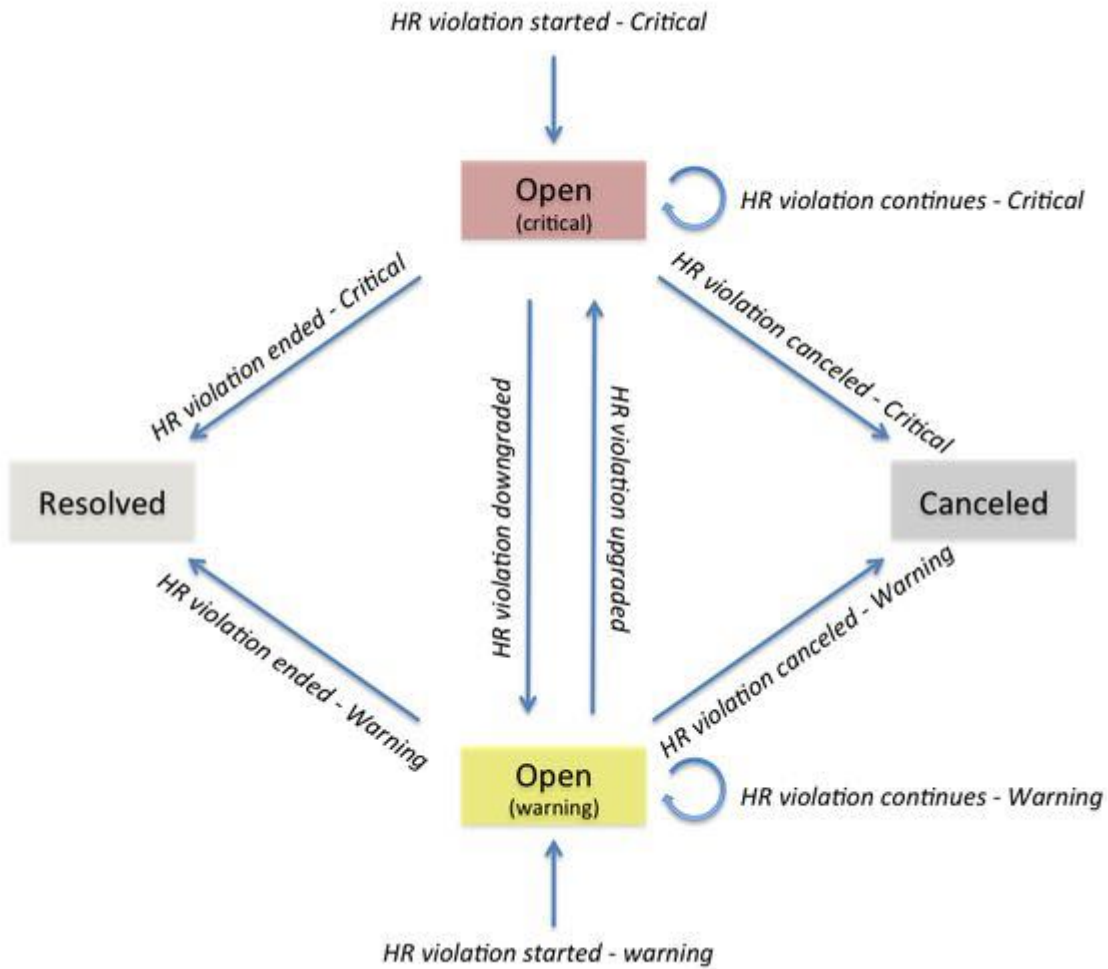 HR violation started - Critical
Open
(critical)
HR violation continues - Critical
HR violation ended - Critical
HR violation canceled - Critical
HR violation downgraded
HR violation upgraded
Resolved
Canceled
HR violation ended - Warning
HR violation canceled - Warning
Open
(warning)
HR violation continues - Warning
HR violation started - warning